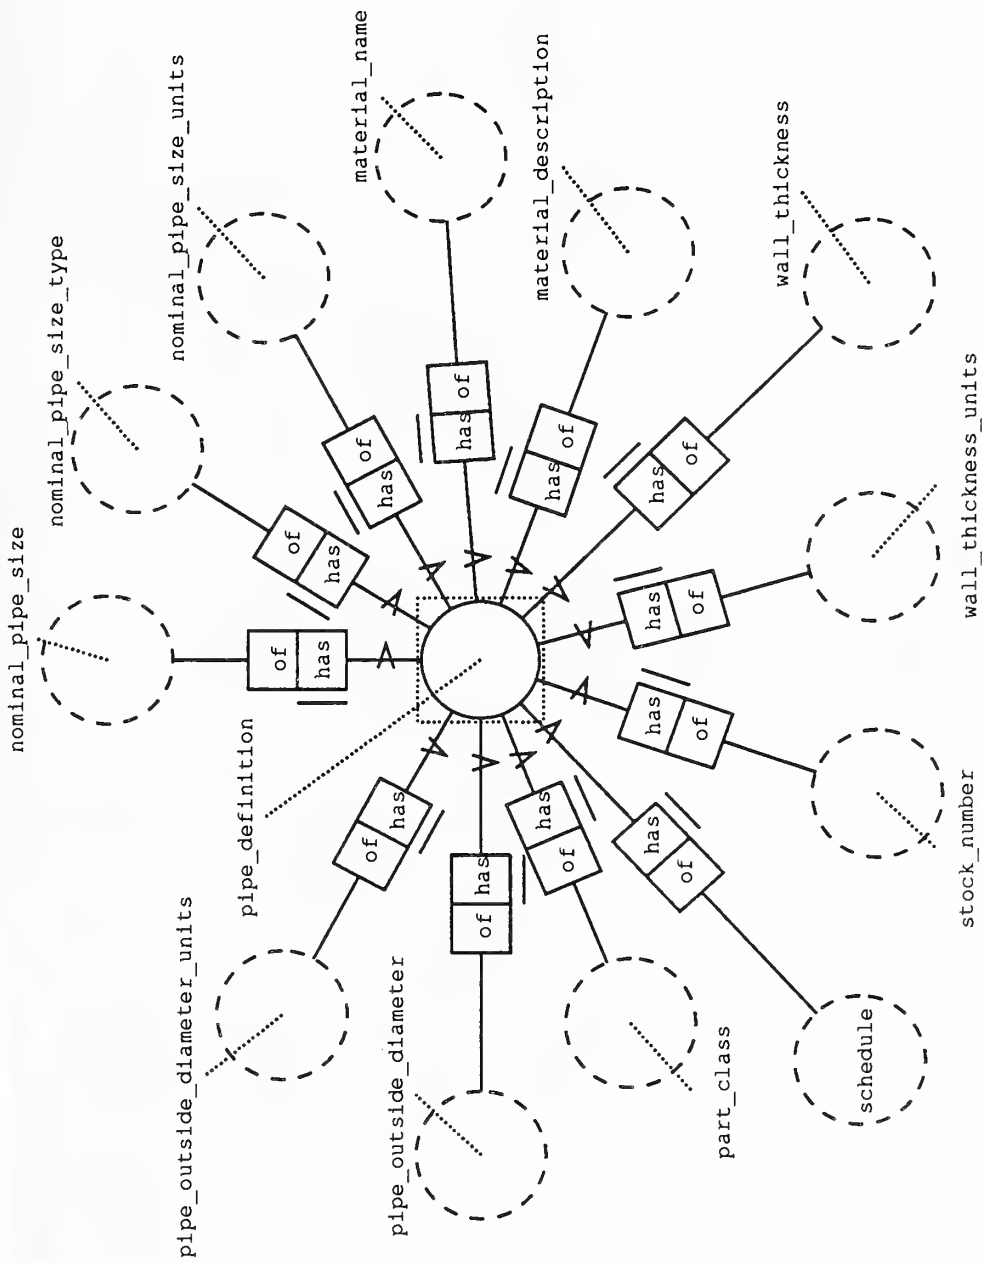 nominal_pipe_size
nominal_pipe_size_type
nominal_pipe_size_units
material_name
material_description
wall_thickness
wall_thickness_units
stock_number
schedule
part_class
pipe_outside_diameter
pipe_outside_diameter_units
pipe_definition
of
has
of
has
of
has
has
of
has
of
has
of
has
of
has
of
has
of
of
has
of
has
of
has